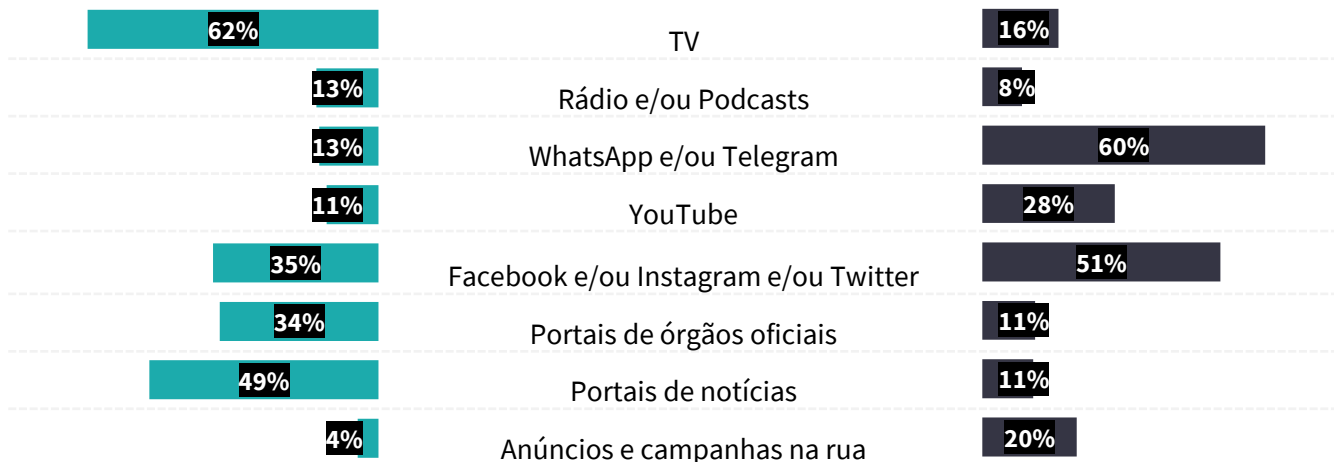 62% TV 16%
13% Rádio e/ou Podcasts 8%
13% WhatsApp e/ou Telegram 60%
11% YouTube 28%
35% Facebook e/ou Instagram e/ou Twitter 51%
34% Portais de órgãos oficiais 11%
49% Portais de notícias 11%
4% Anúncios e campanhas na rua 20%